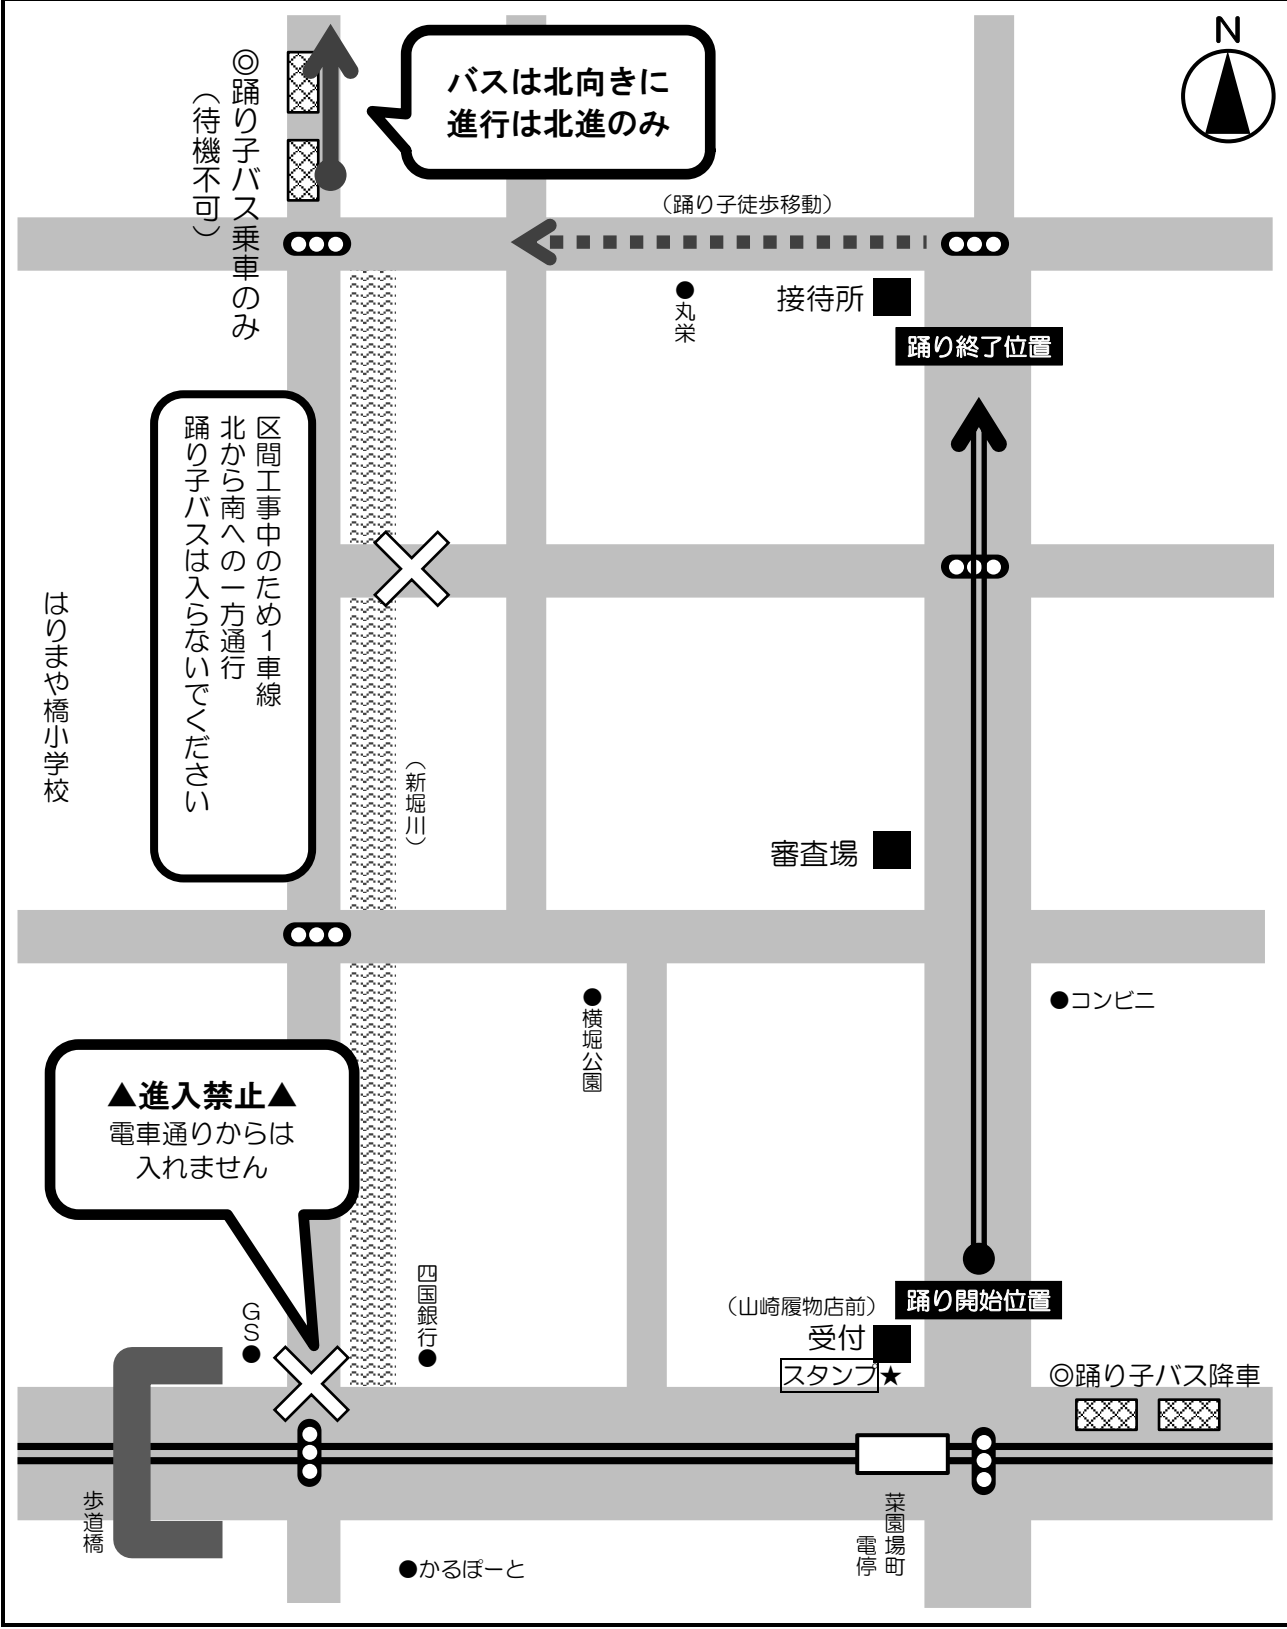 N
バスは北向きに
進行は北進のみ
◎踊り子バス乗車のみ
（待機不可）
（踊り子徒歩移動）
●丸栄
接待所
踊り終了位置
区間工事中のため１車線
北から南への一方通行
踊り子バスは入らないでください
はりまや橋小学校
（新堀川）
審査場
●コンビニ
●横堀公園
▲進入禁止▲
電車通りからは
入れません
GS●
四国銀行●
踊り開始位置
（山崎履物店前）
受付
スタンプ★
◎踊り子バス降車
歩道橋
菜園場町
電停
●かるぽーと